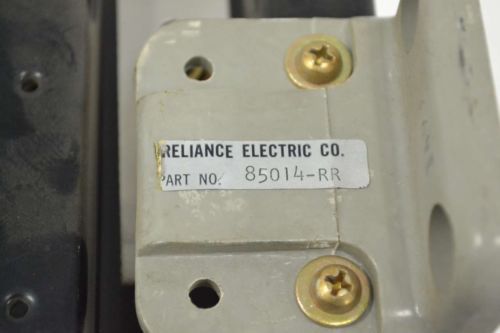 RELIANCE ELECTRIC CO.
PART NO. 85014-RR